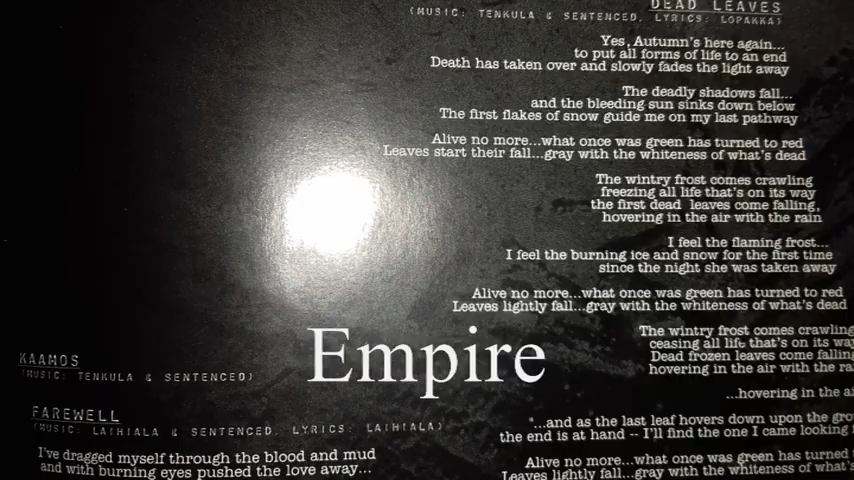 DEAD LEAVES
(MUSIC: TENKULA & SENTENCED, LYRICS: LOPAKKA)
Yes, Autumn's here again...
to put all forms of life to an end
Death has taken over and slowly fades the light away
The deadly shadows fall...
and the bleeding sun sinks down below
The first flakes of snow guide me on my last pathway
Alive no more...what once was green has turned to red
Leaves start their fall...gray with the whiteness of what's dead
The wintry frost comes crawling
freezing all life that's on its way
the first dead leaves come falling,
hovering in the air with the rain
I feel the flaming frost...
I feel the burning ice and snow for the first time
since the night she was taken away
Alive no more...what once was green has turned to red
Leaves lightly fall...gray with the whiteness of what's dead
The wintry frost comes crawling
ceasing all life that's on its way
Dead frozen leaves come falling
hovering in the air with the ra
...hovering in the ai
"...and as the last leaf hovers down upon the gro
the end is at hand -- I'll find the one I came looking
Alive no more...what once was green has turned
Leaves lightly fall...gray with the whiteness of what's
Empire
KAAMOS
(MUSIC: TENKULA & SENTENCED)
FAREWELL
(MUSIC: LAIHIALA & SENTENCED, LYRICS: LAIHIALA)
I've dragged myself through the blood and mud
and with burning eyes pushed the love away...